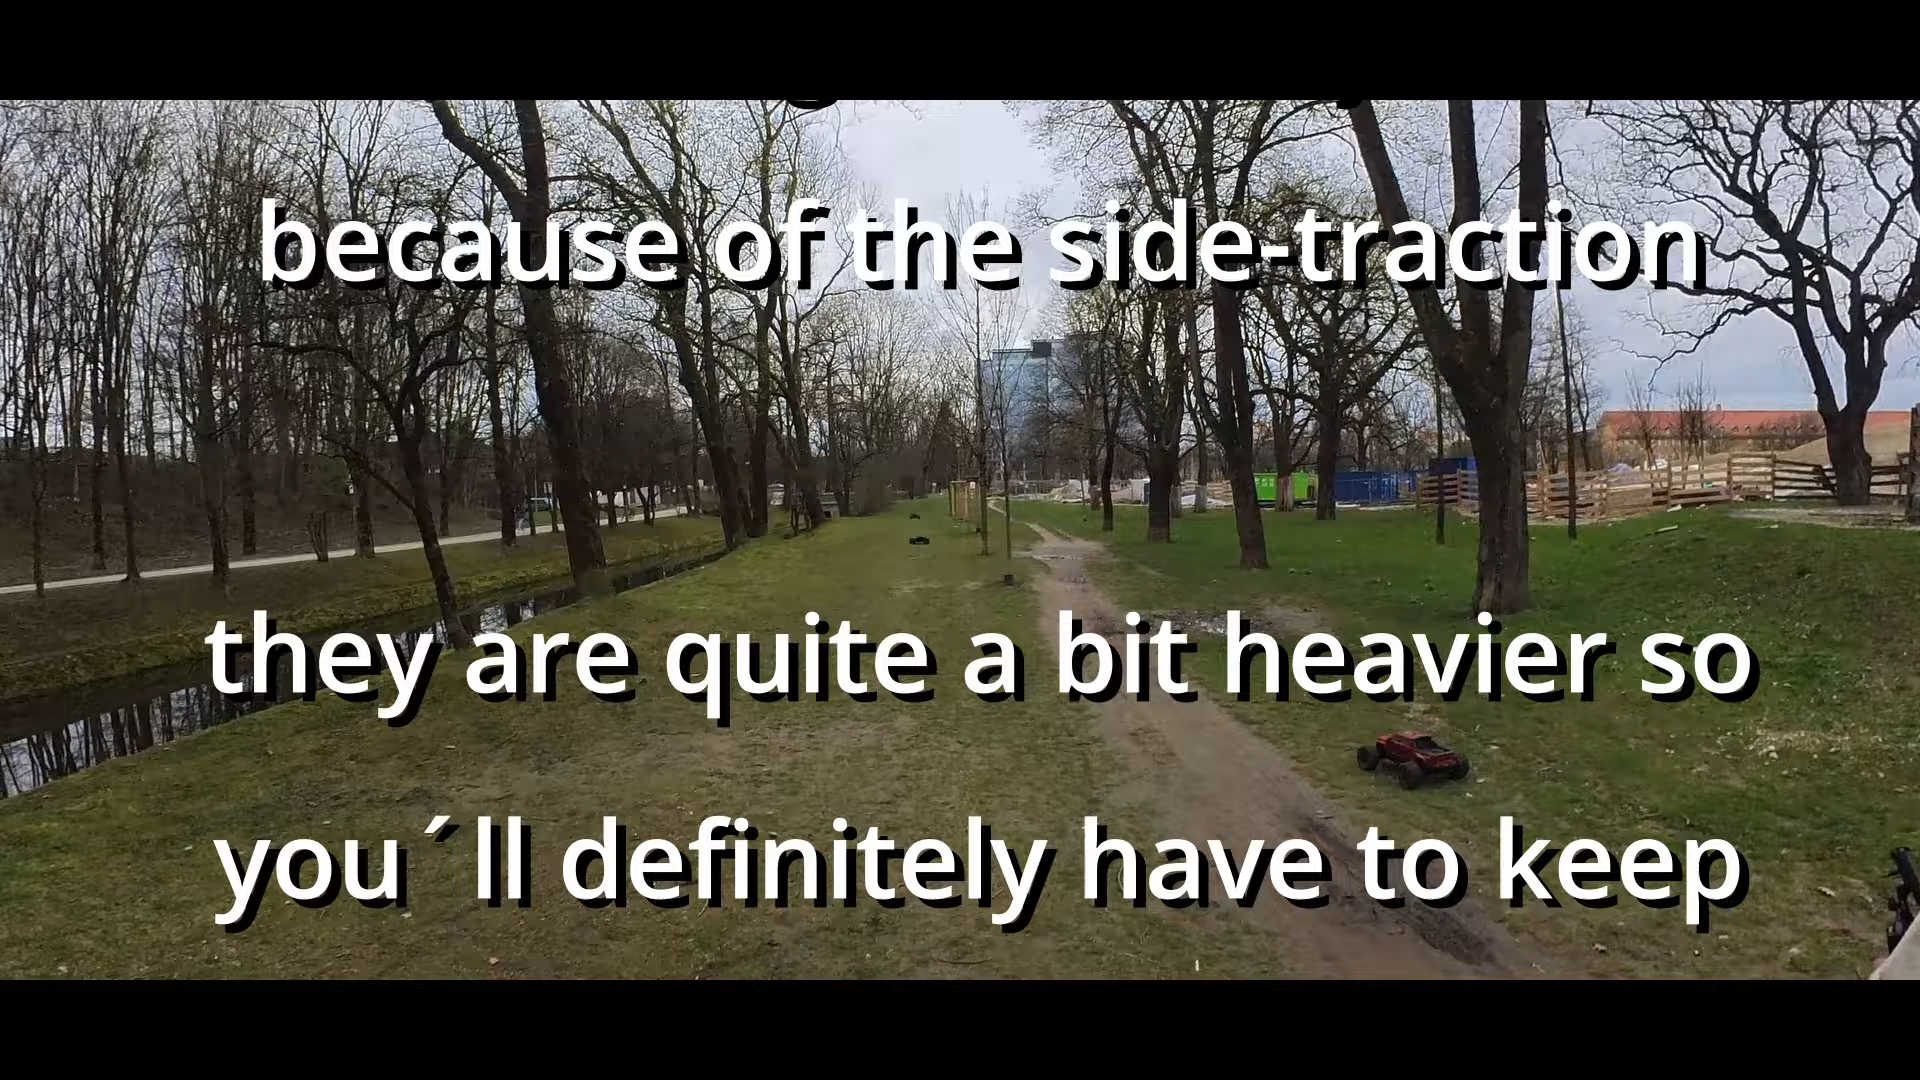 because of the side-traction
they are quite a bit heavier so
you´ll definitely have to keep